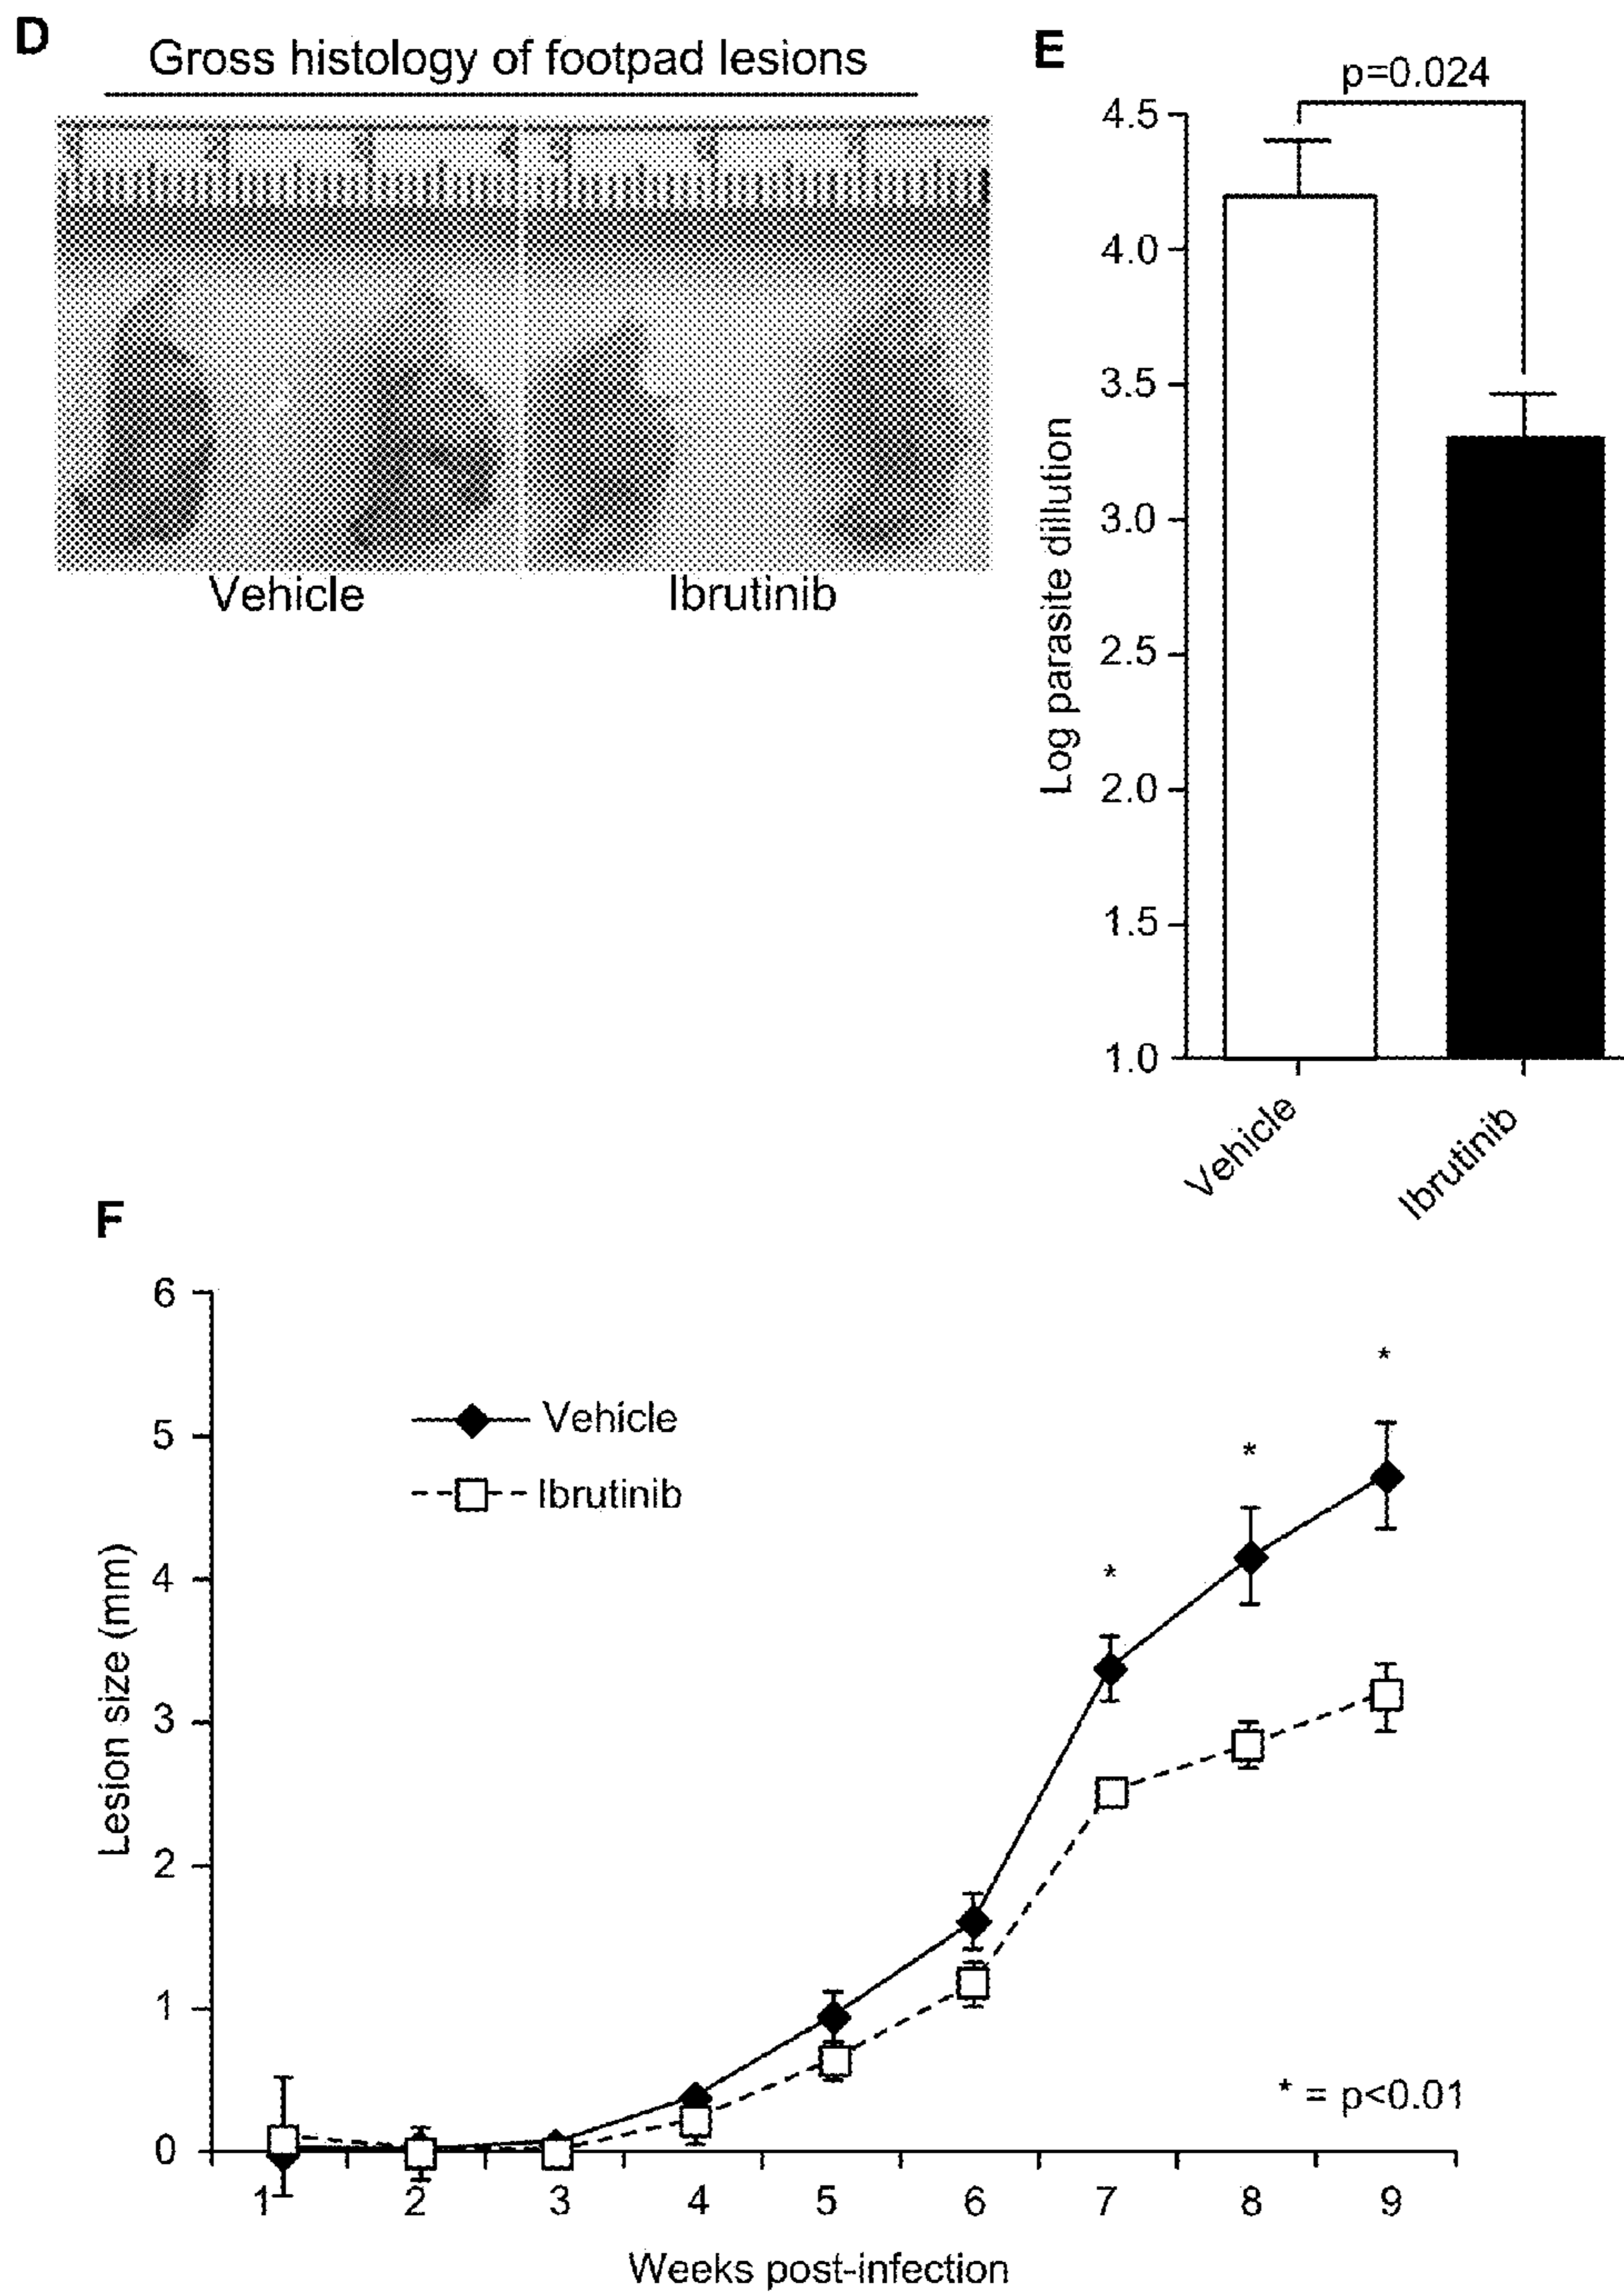 D
Gross histology of footpad lesions
Vehicle
Ibrutinib
E
p=0.024
Log parasite dilution
4.5
4.0
3.5
3.0
2.5
2.0
1.5
1.0
Vehicle
Ibrutinib
F
Lesion size (mm)
6
5
4
3
2
1
0
Vehicle
Ibrutinib
*
*
*
* = p<0.01
1 2 3 4 5 6 7 8 9
Weeks post-infection